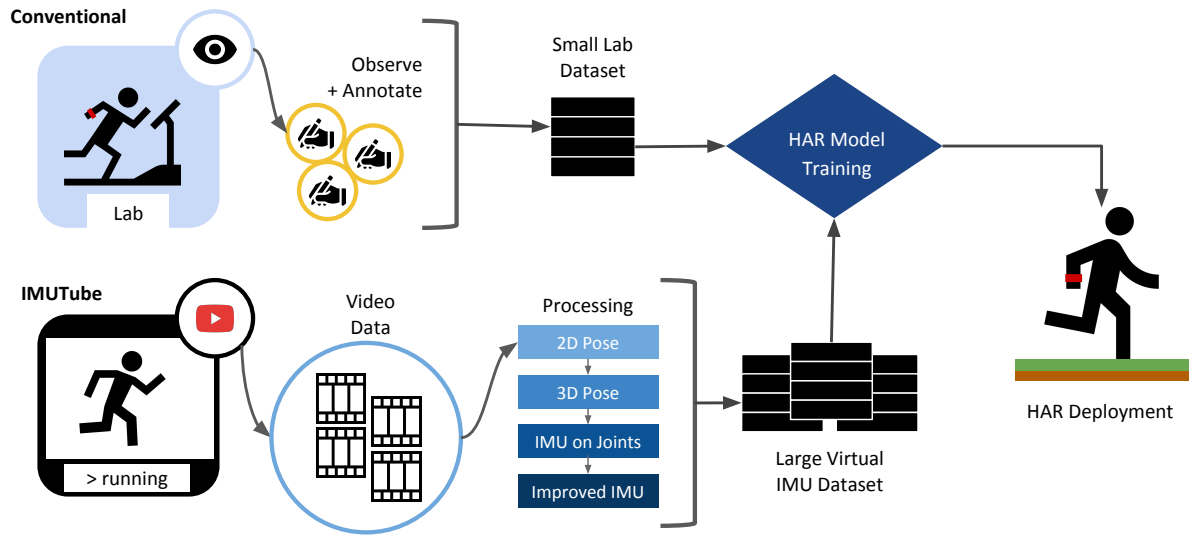 Conventional
Lab
Observe
+ Annotate
Small Lab
Dataset
HAR Model
Training
IMUTube
> running
Video
Data
Processing
2D Pose
3D Pose
IMU on Joints
Improved IMU
Large Virtual
IMU Dataset
HAR Deployment